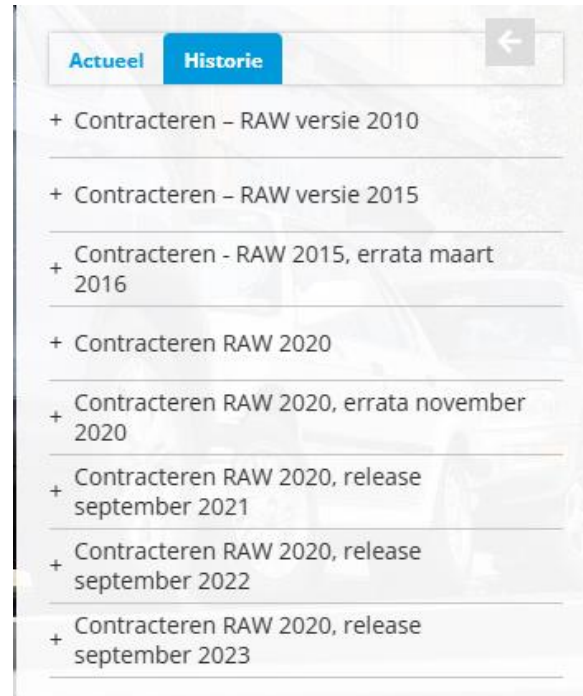 Actueel Historie
+ Contracteren – RAW versie 2010
+ Contracteren – RAW versie 2015
+ Contracteren - RAW 2015, errata maart
2016
+ Contracteren RAW 2020
+ Contracteren RAW 2020, errata november
2020
+ Contracteren RAW 2020, release
september 2021
+ Contracteren RAW 2020, release
september 2022
+ Contracteren RAW 2020, release
september 2023